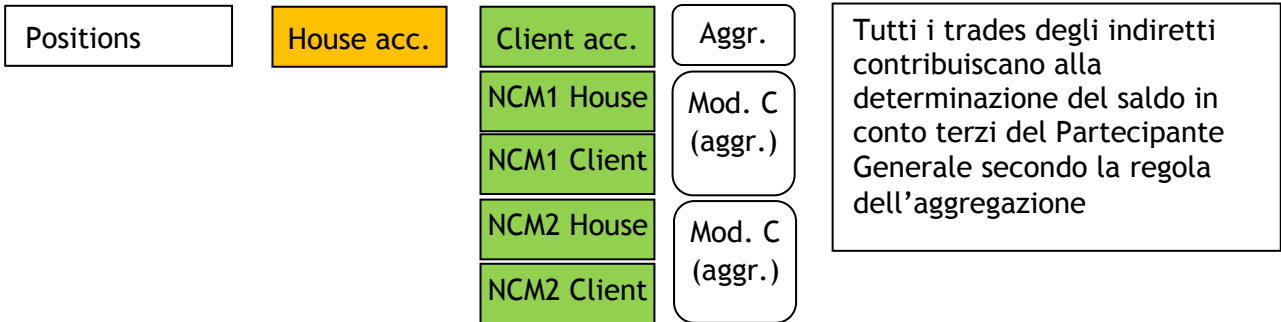 Positions
House acc.
Client acc.
Aggr.
NCM1 House
NCM1 Client
Mod. C
(aggr.)
NCM2 House
NCM2 Client
Mod. C
(aggr.)
Tutti i trades degli indiretti
contribuiscano alla
determinazione del saldo in
conto terzi del Partecipante
Generale secondo la regola
dell’aggregazione